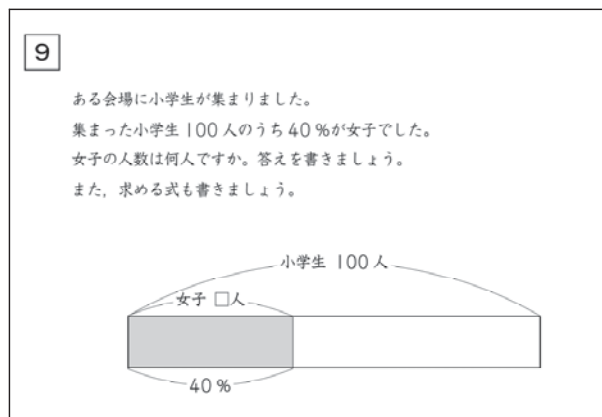 9
ある会場に小学生が集まりました。
集まった小学生100人のうち40%が女子でした。
女子の人数は何人ですか。答えを書きましょう。
また,求める式も書きましょう。
小学生 100人
女子 □人
40%